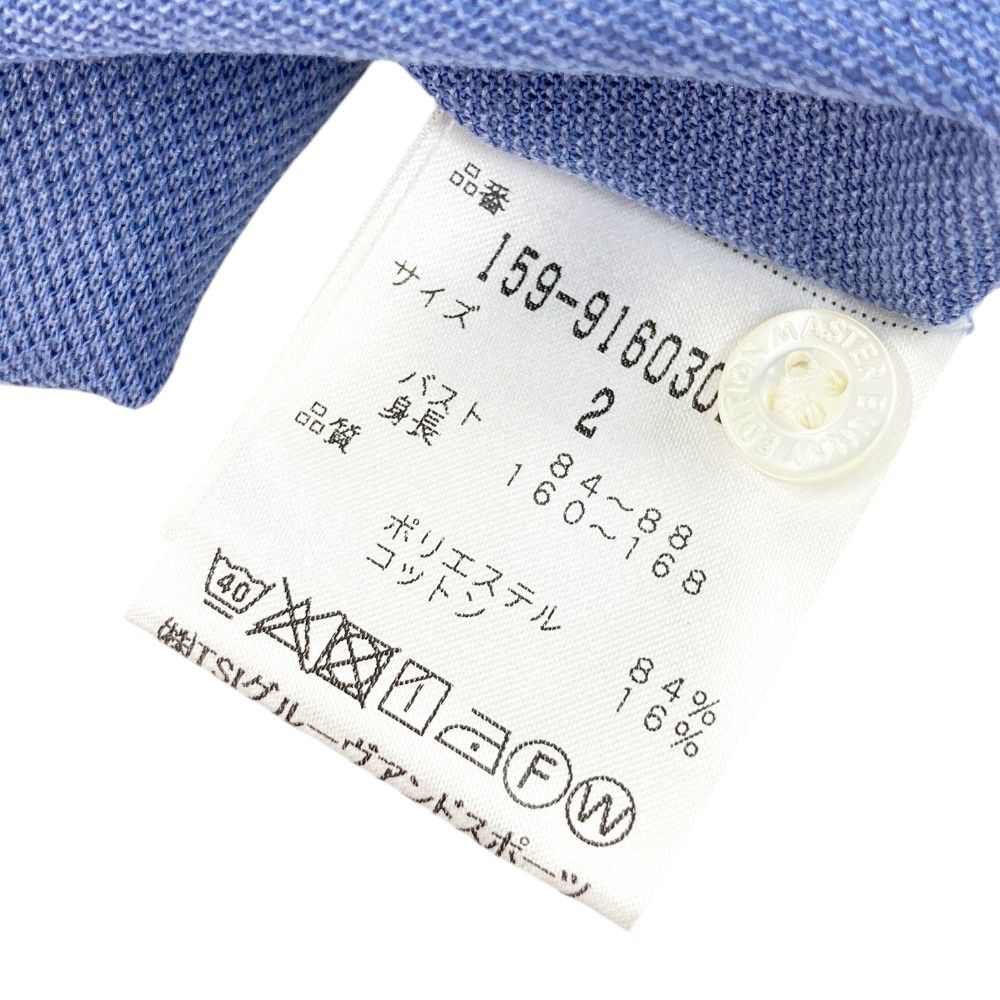 品番
159-916030
サイズ 2
バスト 84～88
身長 160～168
品質
ポリエステル 84%
コットン 16%
40
F W
㈱TSIグルーヴアンドスポーツ
MASTER BUNNY EDITION